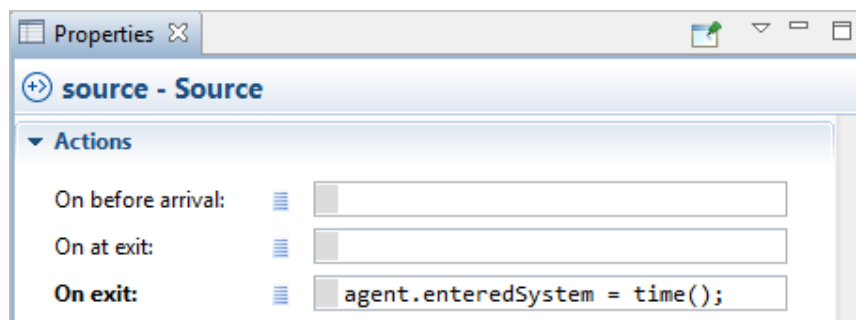 Properties
source - Source
Actions
On before arrival:
On at exit:
On exit: agent.enteredSystem = time();